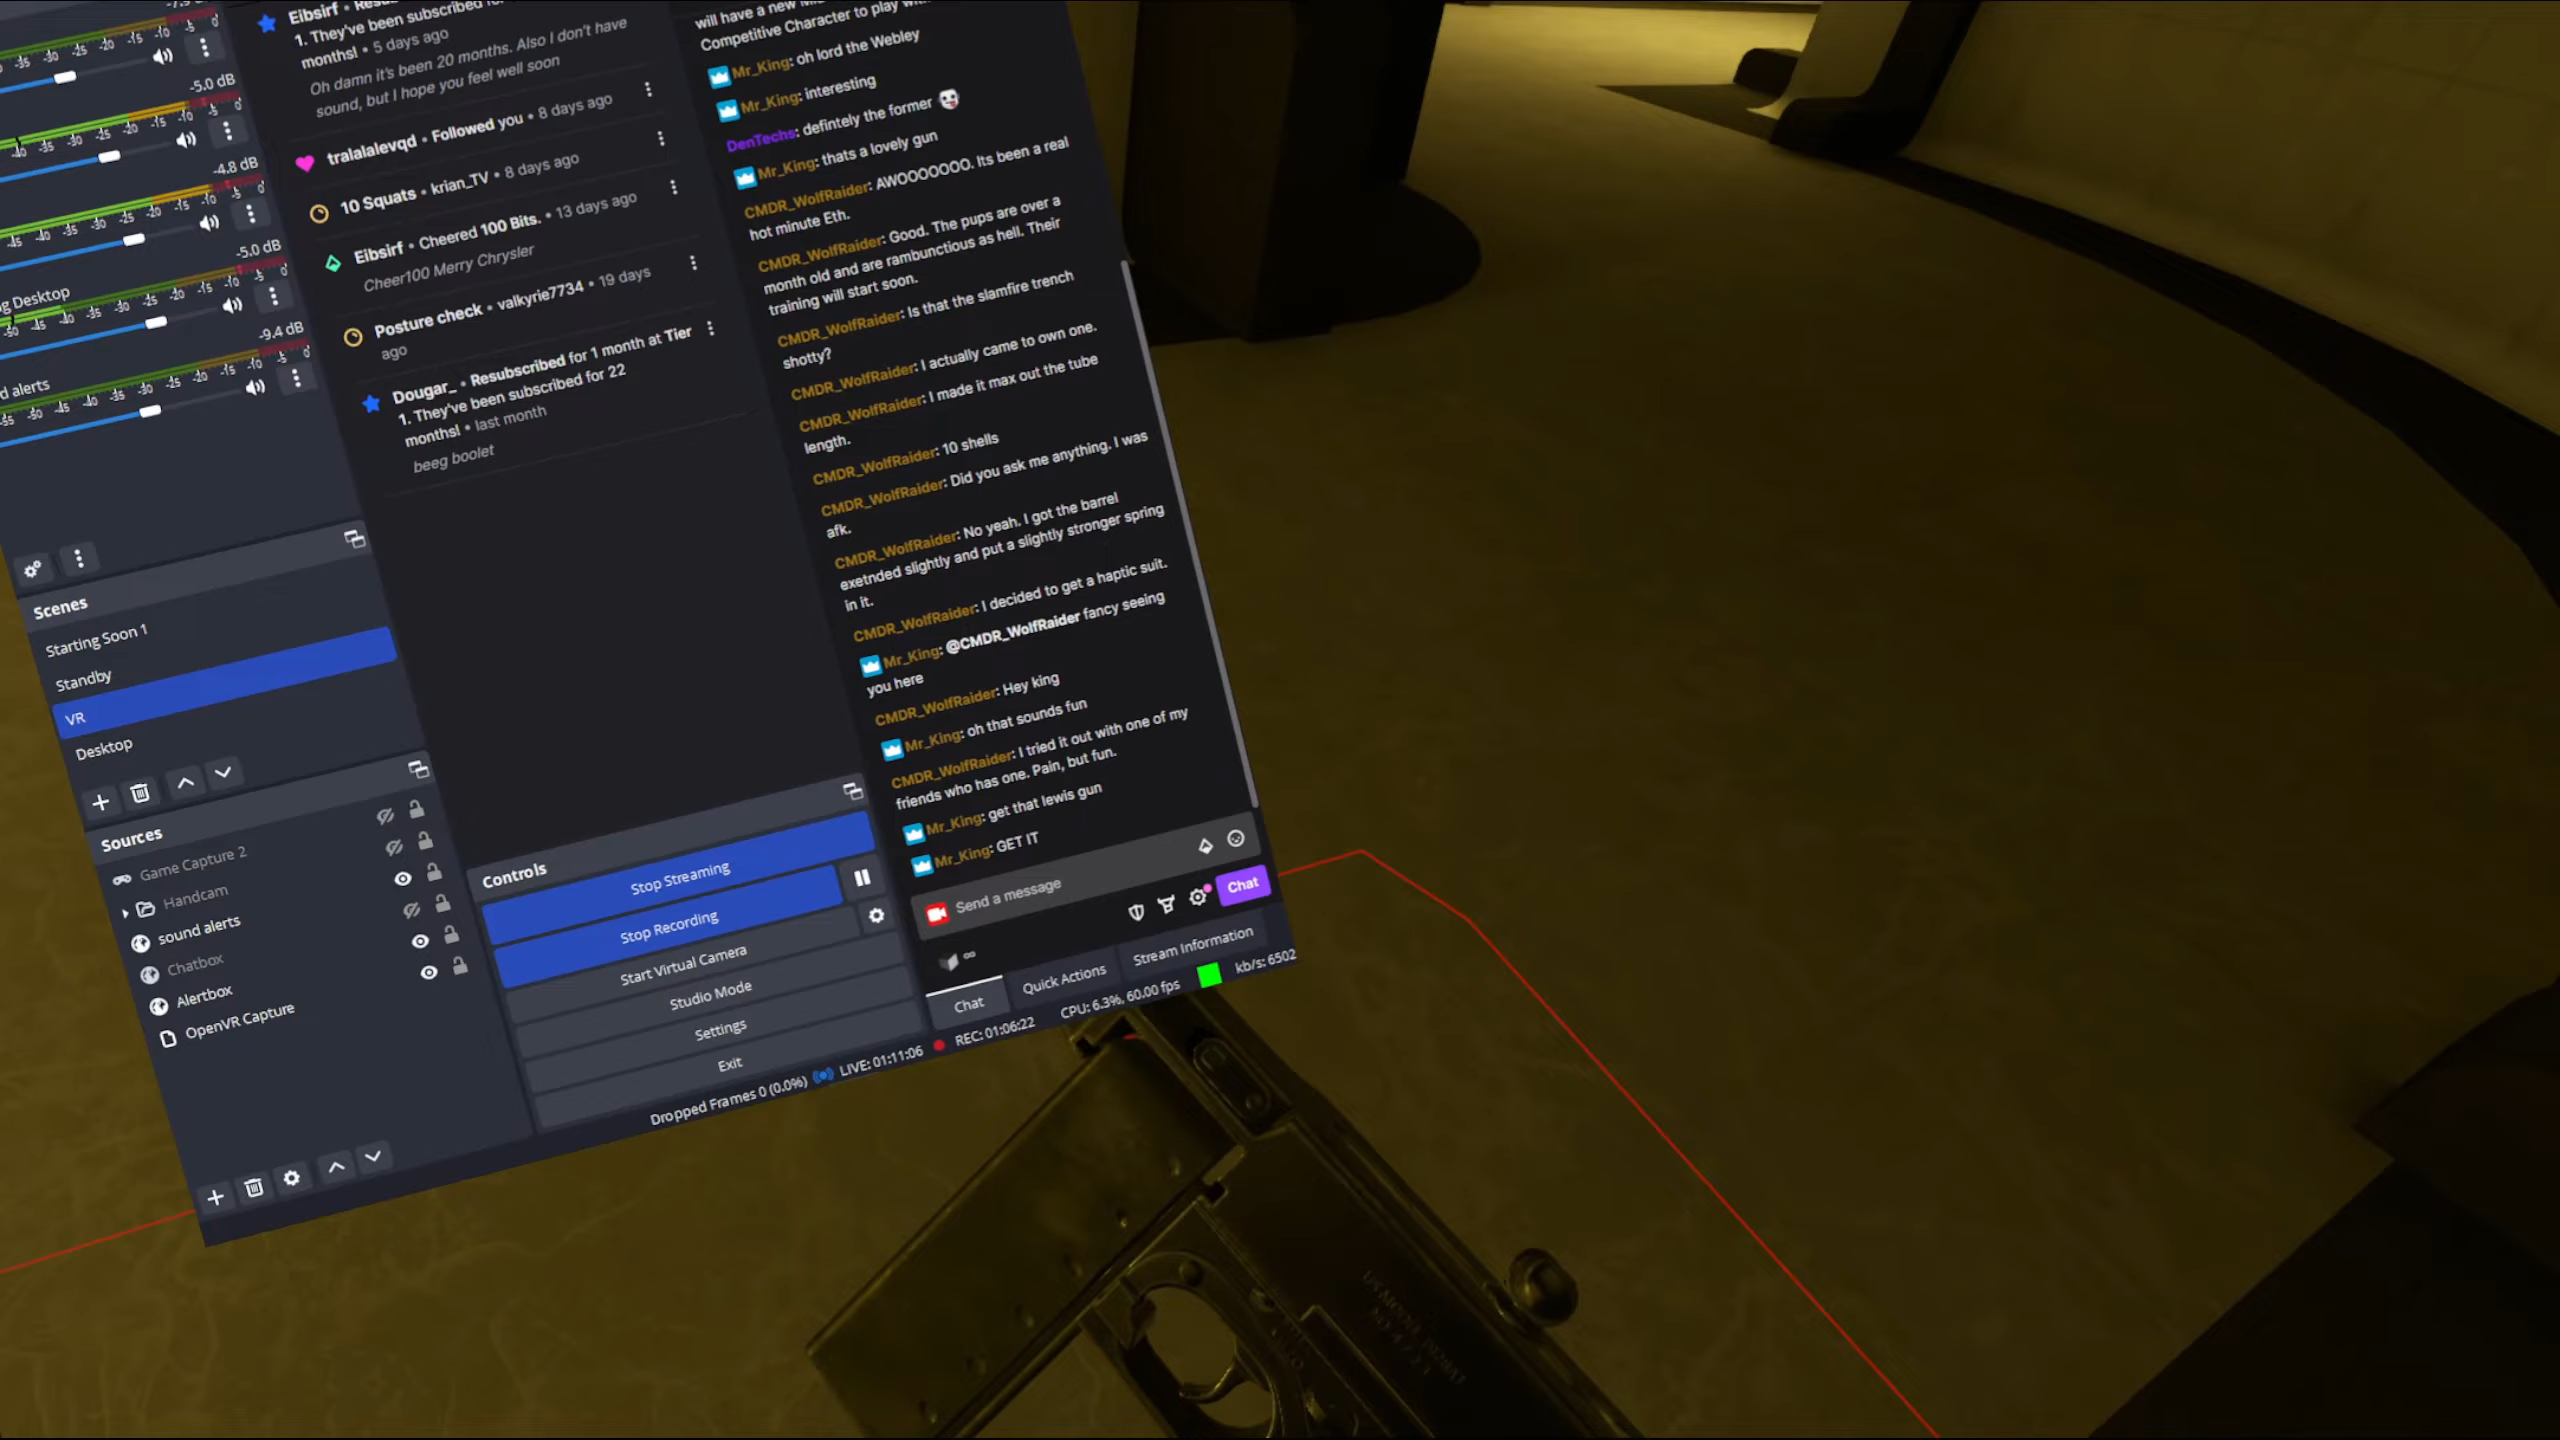 -5.0 dB
-4.8 dB
-5.0 dB
g Desktop
-9.4 dB
d alerts
Eibsirf •
1. They've been subscribed for
months! • 5 days ago
Oh damn it's been 20 months. Also I don't have
sound, but I hope you feel well soon
tralalalevqd • Followed you • 8 days ago
10 Squats • krian_TV • 8 days ago
Eibsirf • Cheered 100 Bits. • 13 days ago
Cheer100 Merry Chrysler
Posture check • valkyrie7734 • 19 days
ago
Dougar_ • Resubscribed for 1 month at Tier
1. They've been subscribed for 22
months! • last month
beeg boolet
will have a new
Competitive Character to play
Mr_King: oh lord the Webley
Mr_King: interesting
DenTechs: defintely the former
Mr_King: thats a lovely gun
CMDR_WolfRaider: AWOOOOOOO. Its been a real
hot minute Eth.
CMDR_WolfRaider: Good. The pups are over a
month old and are rambunctious as hell. Their
training will start soon.
CMDR_WolfRaider: Is that the slamfire trench
shotty?
CMDR_WolfRaider: I actually came to own one.
CMDR_WolfRaider: I made it max out the tube
length.
CMDR_WolfRaider: 10 shells
CMDR_WolfRaider: Did you ask me anything. I was
afk.
CMDR_WolfRaider: No yeah. I got the barrel
exetnded slightly and put a slightly stronger spring
in it.
CMDR_WolfRaider: I decided to get a haptic suit.
Mr_King: @CMDR_WolfRaider fancy seeing
you here
CMDR_WolfRaider: Hey king
Mr_King: oh that sounds fun
CMDR_WolfRaider: I tried it out with one of my
friends who has one. Pain, but fun.
Mr_King: get that lewis gun
Mr_King: GET IT
Send a message
Chat
∞
Chat
Quick Actions
Stream Information
Scenes
Starting Soon 1
Standby
VR
Desktop
Sources
Game Capture 2
Handcam
sound alerts
Chatbox
Alertbox
OpenVR Capture
Controls
Stop Streaming
Stop Recording
Start Virtual Camera
Studio Mode
Settings
Exit
Dropped Frames 0 (0.0%) LIVE: 01:11:06 REC: 01:06:22 CPU: 6.3%, 60.00 fps kb/s: 6502